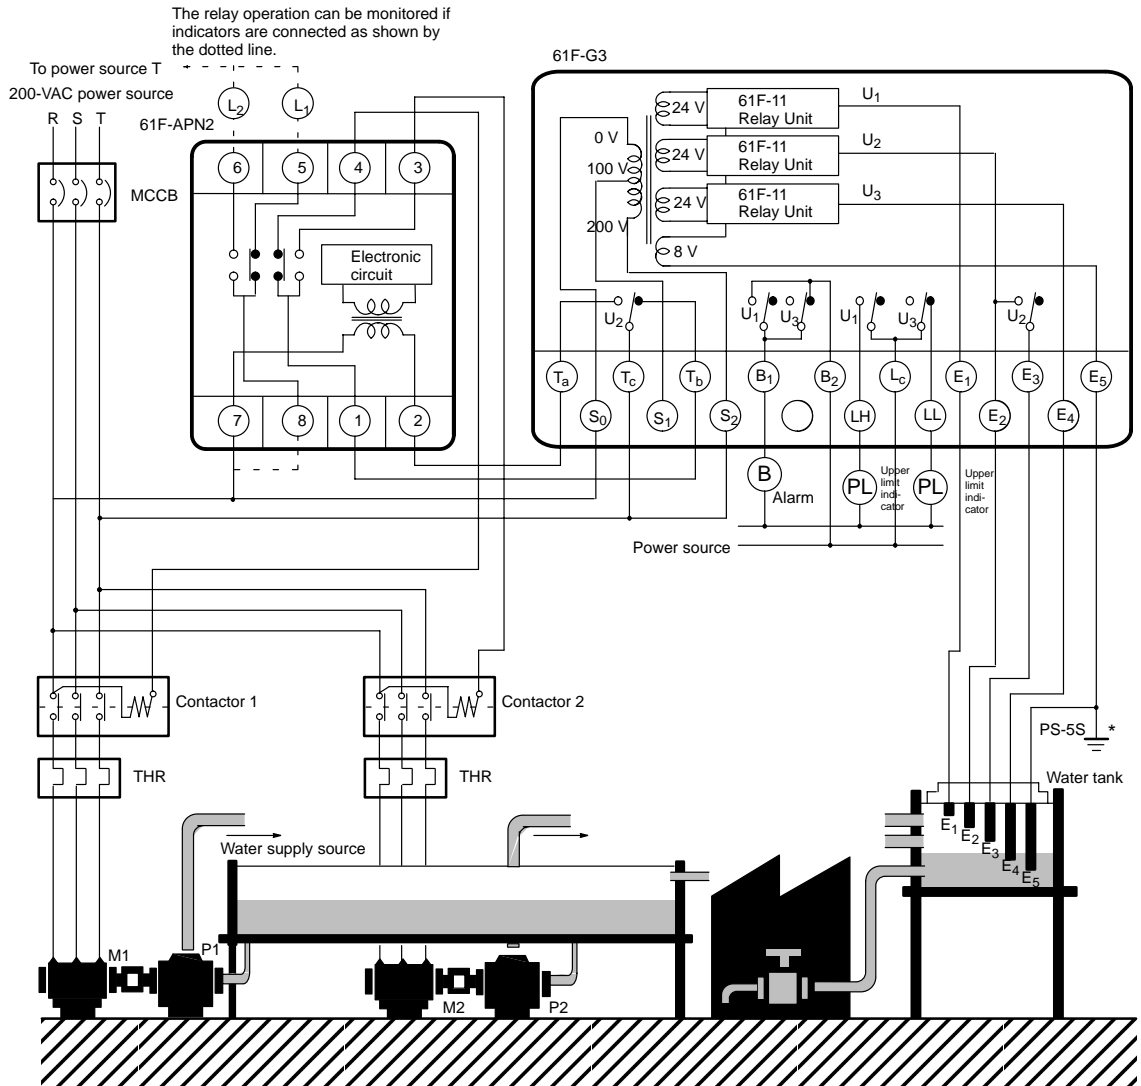 The relay operation can be monitored if
indicators are connected as shown by
the dotted line.
To power source T
200-VAC power source
R S T
MCCB
61F-APN2
L2
L1
6
5
4
3
Electronic
circuit
7
8
1
2
61F-G3
0 V
100 V
200 V
24 V
24 V
24 V
8 V
61F-11
Relay Unit
61F-11
Relay Unit
61F-11
Relay Unit
U1
U2
U3
U2
U1
U3
U1
U3
U2
Ta
Tc
Tb
B1
B2
Lc
E1
E3
E5
S0
S1
S2
LH
LL
E2
E4
B
Alarm
PL
Upper
limit
indi-
cator
PL
Upper
limit
indi-
cator
Power source
Contactor 1
Contactor 2
THR
THR
PS-5S
*
Water tank
E1
E2
E3
E4
E5
Water supply source
M1
P1
M2
P2